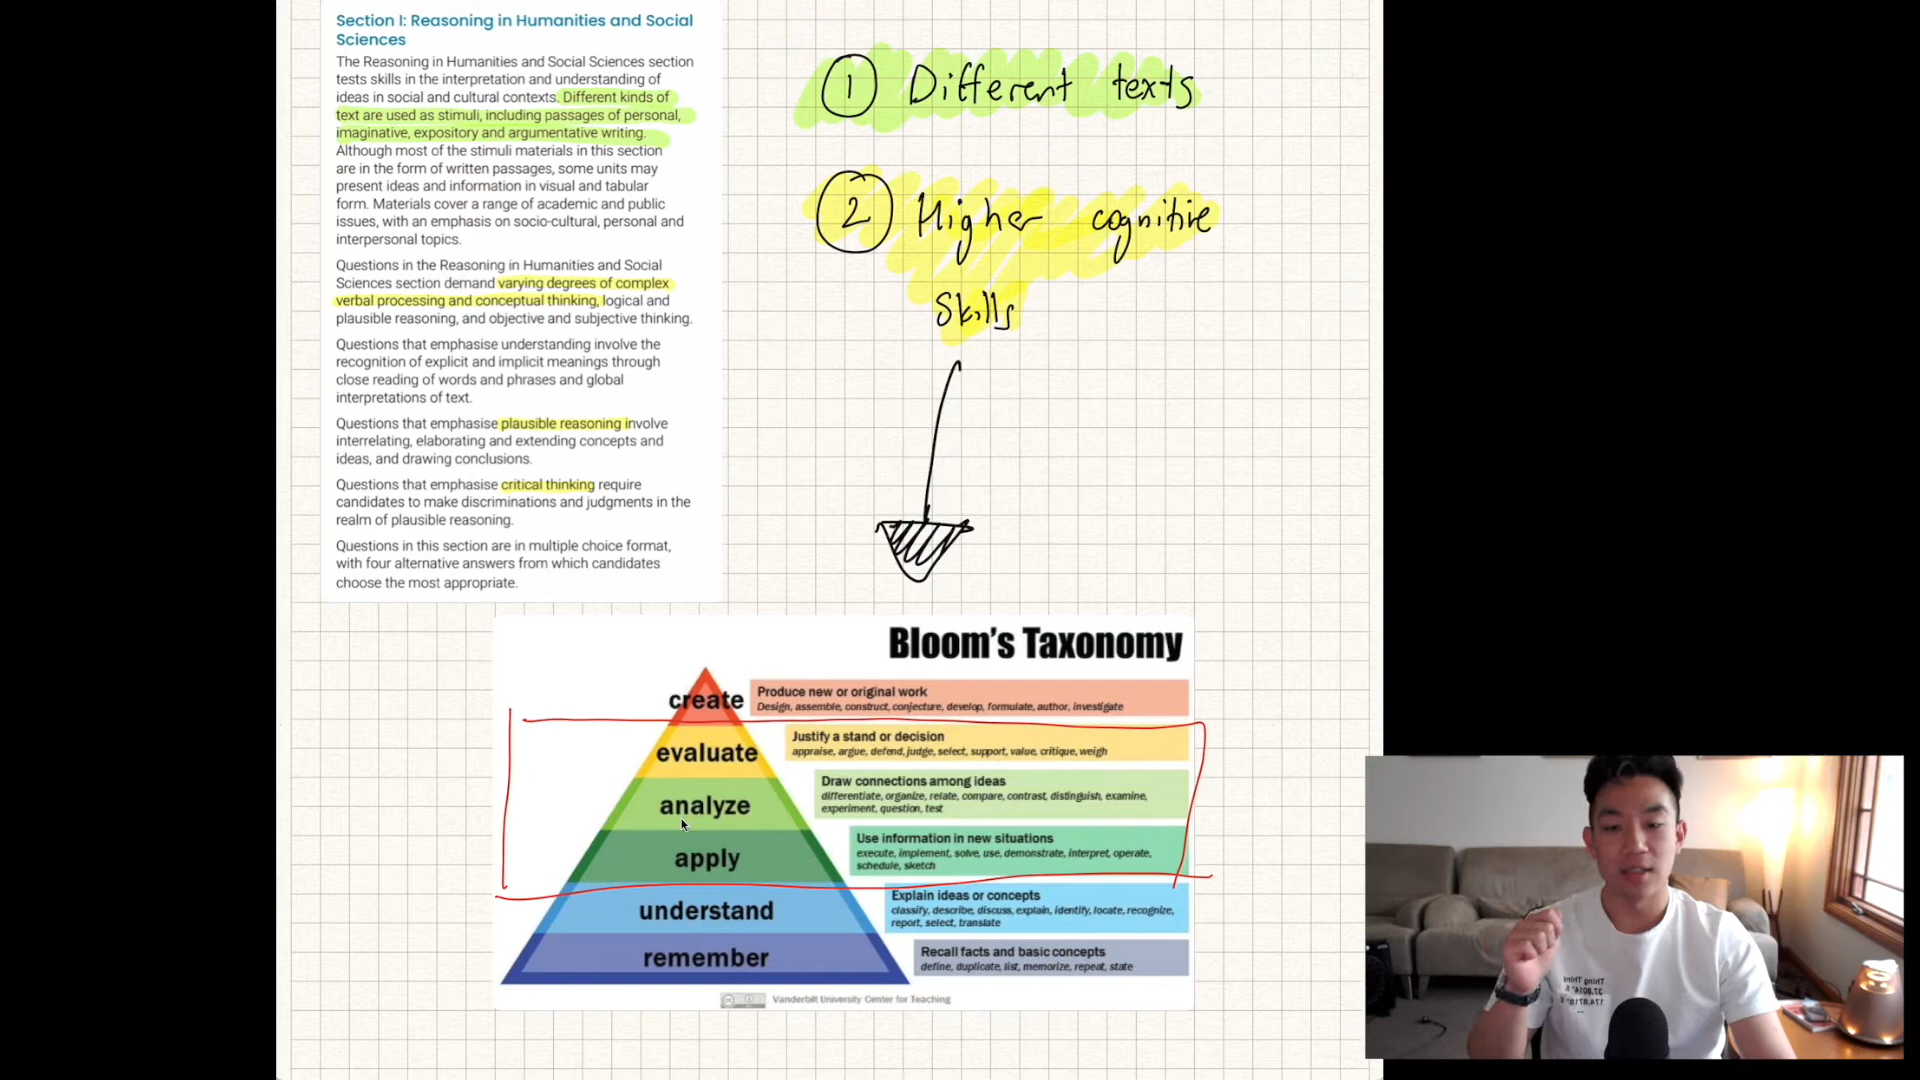 Section I: Reasoning in Humanities and Social
Sciences
The Reasoning in Humanities and Social Sciences section
tests skills in the interpretation and understanding of
ideas in social and cultural contexts. Different kinds of
text are used as stimuli, including passages of personal,
imaginative, expository and argumentative writing.
Although most of the stimuli materials in this section
are in the form of written passages, some units may
present ideas and information in visual and tabular
form. Materials cover a range of academic and public
issues, with an emphasis on socio-cultural, personal and
interpersonal topics.
Questions in the Reasoning in Humanities and Social
Sciences section demand varying degrees of complex
verbal processing and conceptual thinking, logical and
plausible reasoning, and objective and subjective thinking.
Questions that emphasise understanding involve the
recognition of explicit and implicit meanings through
close reading of words and phrases and global
interpretations of text.
Questions that emphasise plausible reasoning involve
interrelating, elaborating and extending concepts and
ideas, and drawing conclusions.
Questions that emphasise critical thinking require
candidates to make discriminations and judgments in the
realm of plausible reasoning.
Questions in this section are in multiple choice format,
with four alternative answers from which candidates
choose the most appropriate.
1 Different texts
2 Higher cognitive
Skills
Bloom's Taxonomy
create
Produce new or original work
Design, assemble, construct, conjecture, develop, formulate, author, investigate
evaluate
Justify a stand or decision
appraise, argue, defend, judge, select, support, value, critique, weigh
analyze
Draw connections among ideas
differentiate, organize, relate, compare, contrast, distinguish, examine,
experiment, question, test
apply
Use information in new situations
execute, implement, solve, use, demonstrate, interpret, operate,
schedule, sketch
understand
Explain ideas or concepts
classify, describe, discuss, explain, identify, locate, recognize,
report, select, translate
remember
Recall facts and basic concepts
define, duplicate, list, memorize, repeat, state
Vanderbilt University Center for Teaching